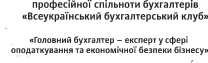 професійної спільноти бухгалтерів
«Всеукраїнський бухгалтерський клуб»
«Головний бухгалтер – експерт у сфері
оподаткування та економічної безпеки бізнесу»